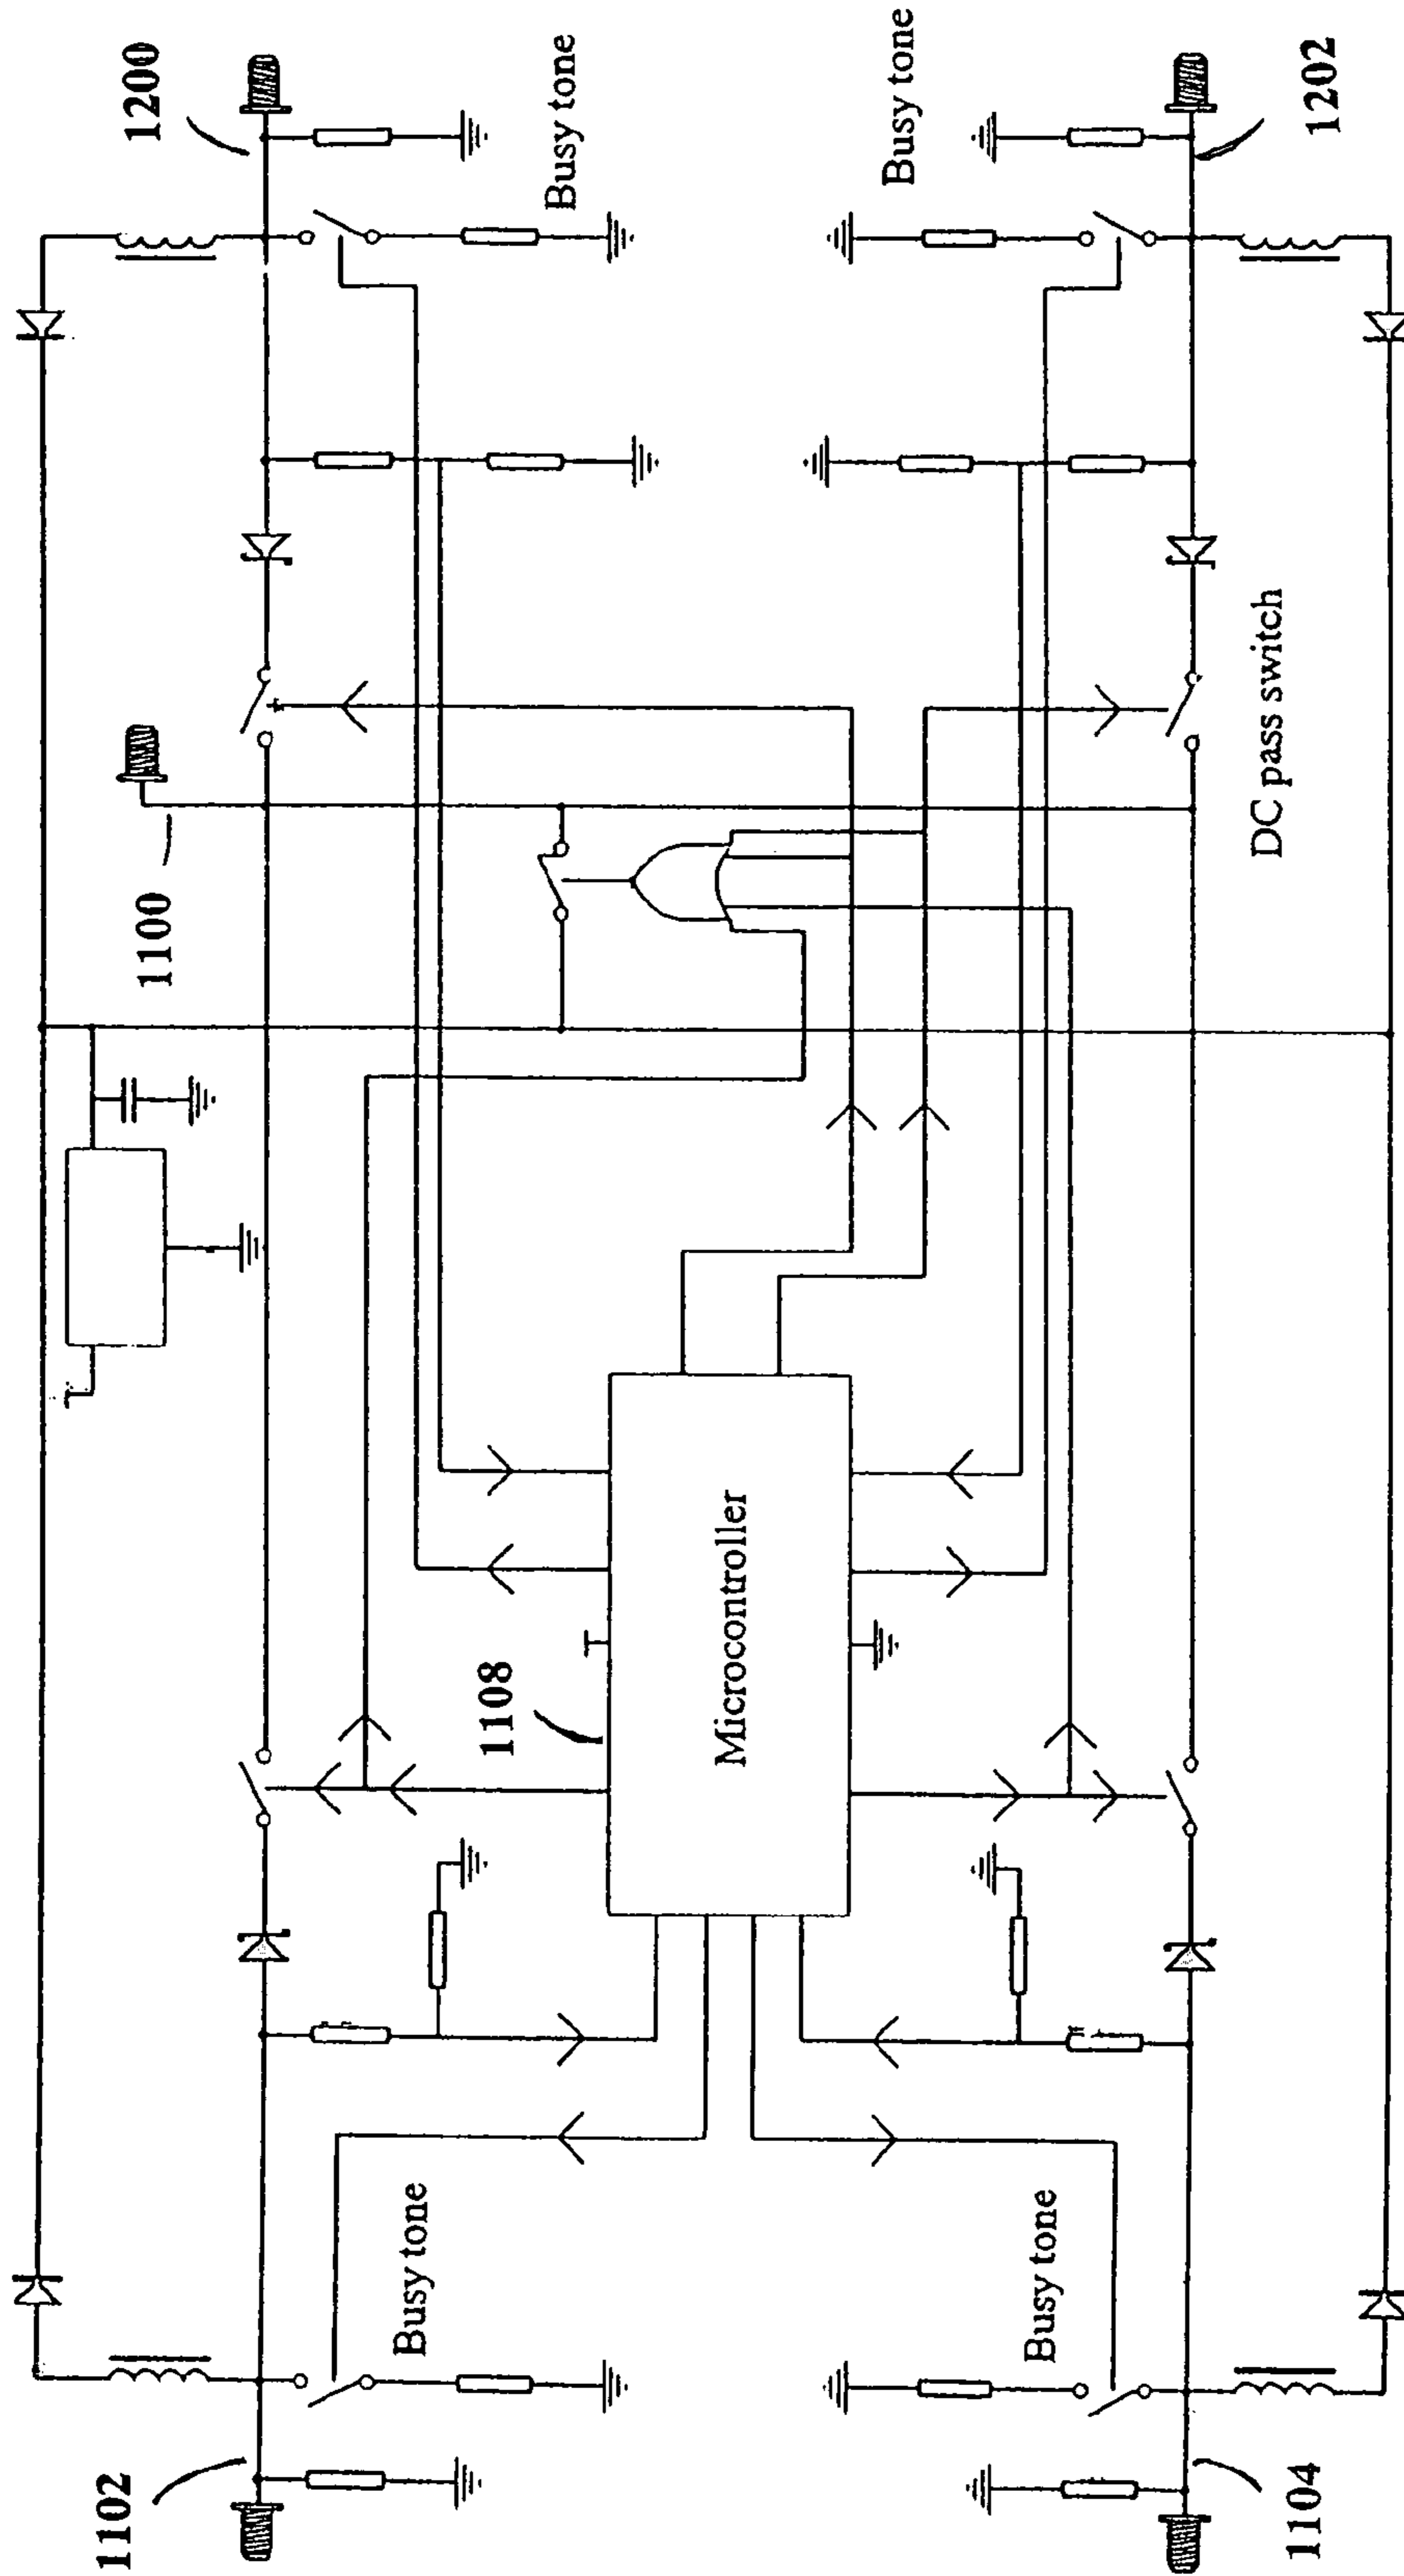 1102
1100
1200
Busy tone
Busy tone
1108
Microcontroller
Busy tone
Busy tone
DC pass switch
1104
1202